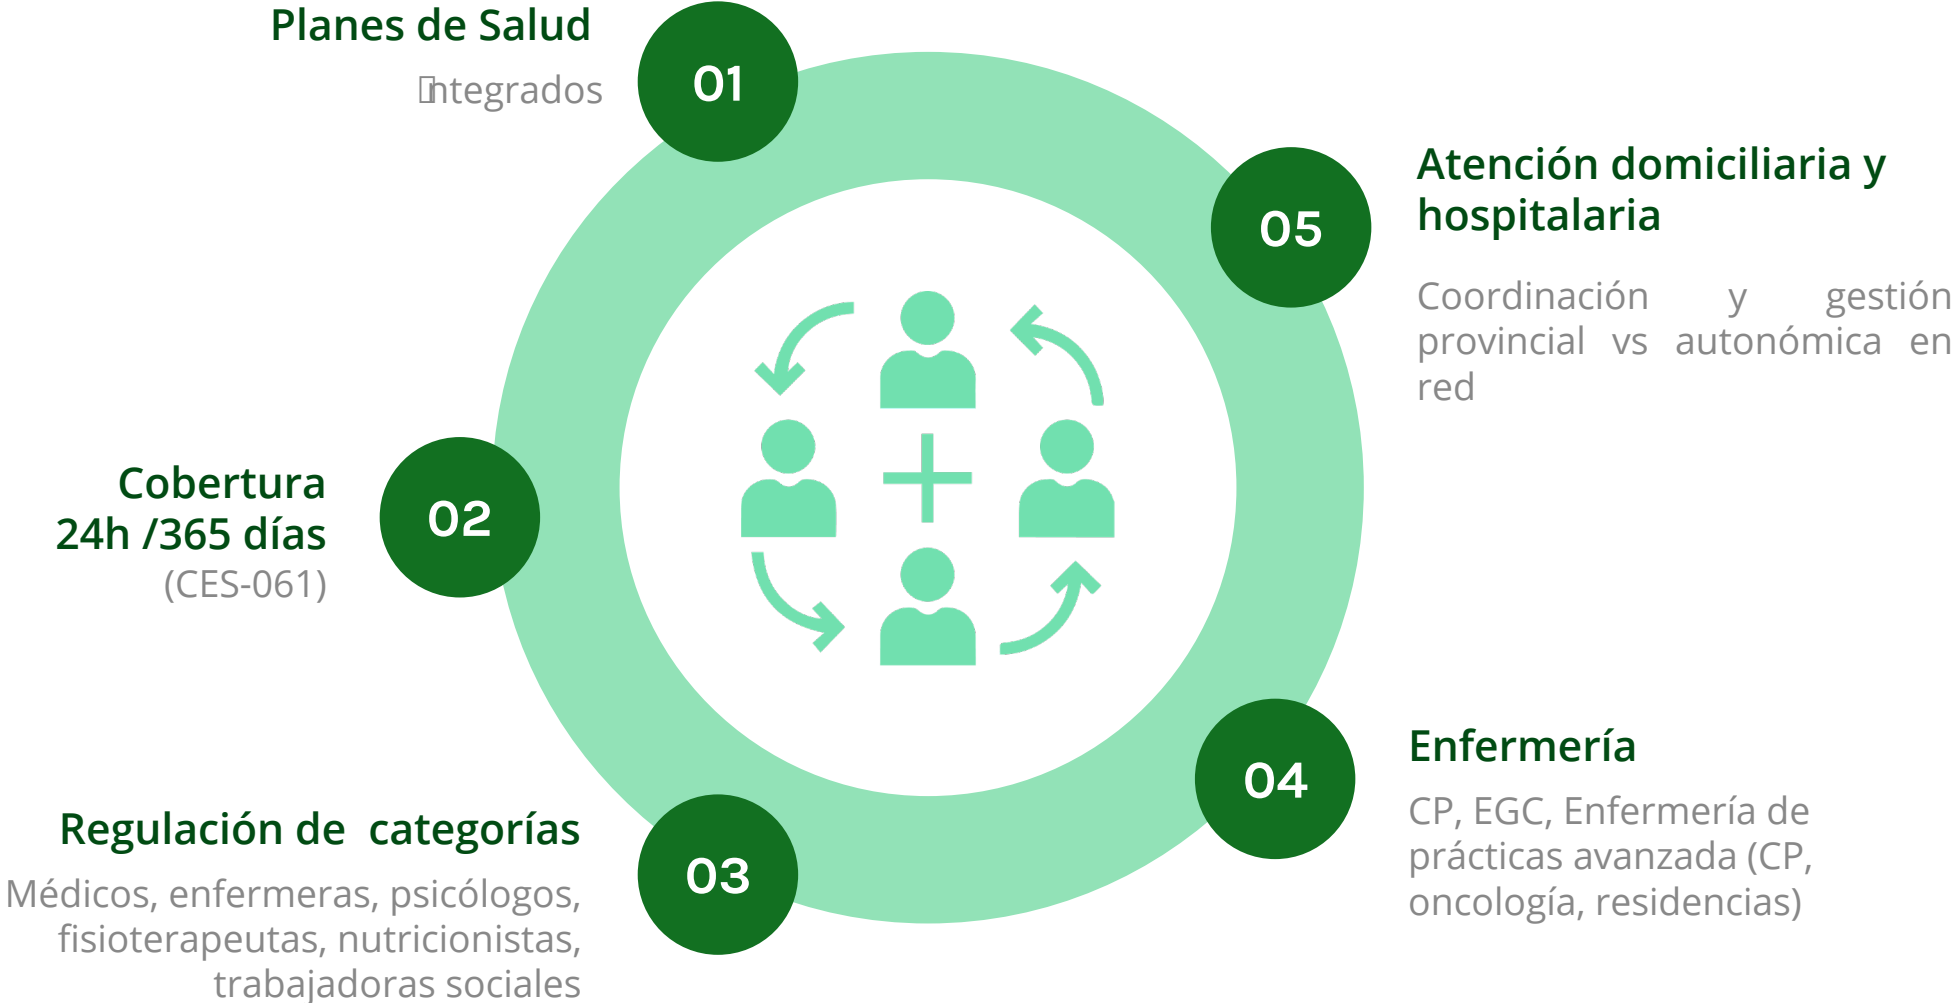 Planes de Salud
Integrados
01
Cobertura
24h /365 días
(CES-061)
02
Regulación de categorías
Médicos, enfermeras, psicólogos,
fisioterapeutas, nutricionistas,
trabajadoras sociales
03
Enfermería
CP, EGC, Enfermería de
prácticas avanzada (CP,
oncología, residencias)
04
Atención domiciliaria y
hospitalaria
Coordinación y gestión
provincial vs autonómica en
red
05